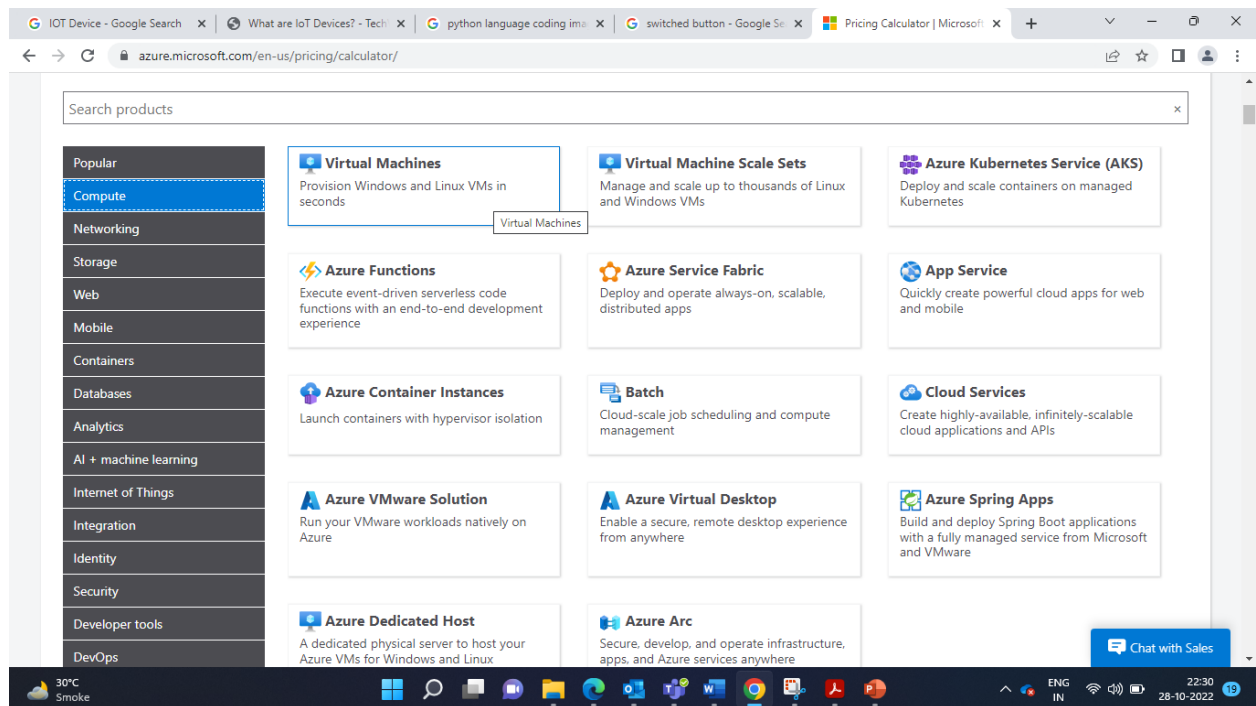 IOT Device - Google Search
What are IoT Devices? - Tech
python language coding ima
switched button - Google Se
Pricing Calculator | Microsoft
azure.microsoft.com/en-us/pricing/calculator/
Search products
Popular
Compute
Networking
Storage
Web
Mobile
Containers
Databases
Analytics
AI + machine learning
Internet of Things
Integration
Identity
Security
Developer tools
DevOps
Virtual Machines
Provision Windows and Linux VMs in
seconds
Virtual Machines
Virtual Machine Scale Sets
Manage and scale up to thousands of Linux
and Windows VMs
Azure Kubernetes Service (AKS)
Deploy and scale containers on managed
Kubernetes
Azure Functions
Execute event-driven serverless code
functions with an end-to-end development
experience
Azure Service Fabric
Deploy and operate always-on, scalable,
distributed apps
App Service
Quickly create powerful cloud apps for web
and mobile
Azure Container Instances
Launch containers with hypervisor isolation
Batch
Cloud-scale job scheduling and compute
management
Cloud Services
Create highly-available, infinitely-scalable
cloud applications and APIs
Azure VMware Solution
Run your VMware workloads natively on
Azure
Azure Virtual Desktop
Enable a secure, remote desktop experience
from anywhere
Azure Spring Apps
Build and deploy Spring Boot applications
with a fully managed service from Microsoft
and VMware
Azure Dedicated Host
A dedicated physical server to host your
Azure VMs for Windows and Linux
Azure Arc
Secure, develop, and operate infrastructure,
apps, and Azure services anywhere
Chat with Sales
30°C
Smoke
ENG
IN
22:30
28-10-2022
19